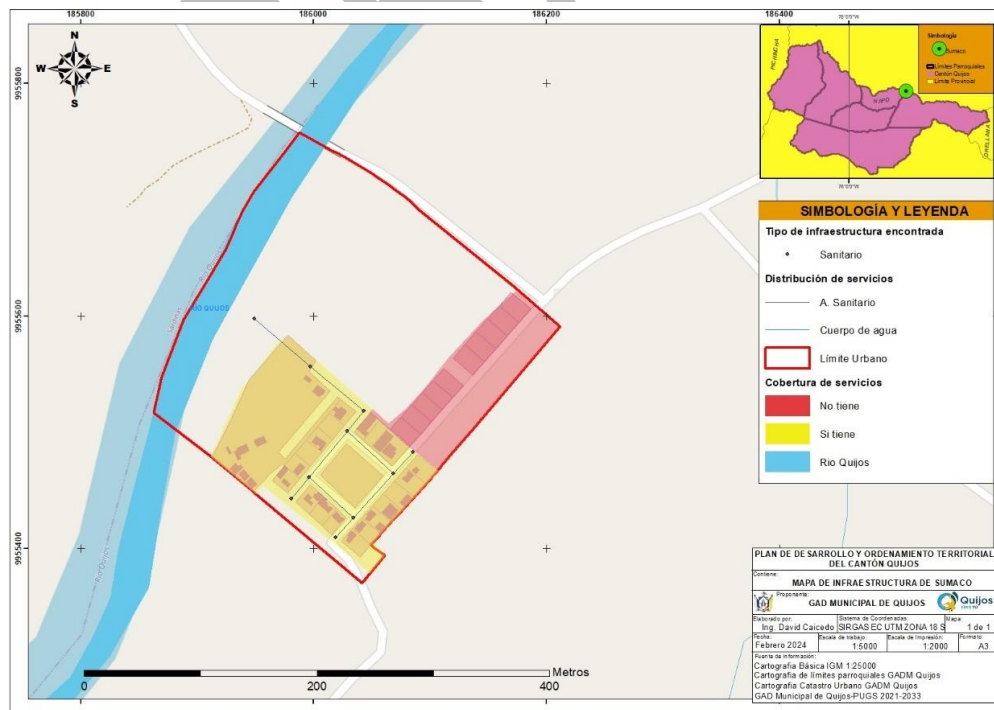 185800
186000
186200
186400
9955800
9955600
9955400
N
W
E
S
RIO QUIJOS
Rio Quijos
Rio Quijos
0
200
400
Metros
PICHINCHA
NAPO
ORELLANA
Simbología
Sumaco
Límites Parroquiales
Cantón Quijos
Límite Provincial
SIMBOLOGÍA Y LEYENDA
Tipo de infraestructura encontrada
Sanitario
Distribución de servicios
A. Sanitario
Cuerpo de agua
Límite Urbano
Cobertura de servicios
No tiene
Si tiene
Rio Quijos
PLAN DE DESARROLLO Y ORDENAMIENTO TERRITORIAL
DEL CANTÓN QUIJOS
Contiene:
MAPA DE INFRAESTRUCTURA DE SUMACO
Proponente:
GAD MUNICIPAL DE QUIJOS
Quijos
Elaborado por:
Ing. David Caicedo
Sistema de Coordenadas:
SIRGAS EC UTM ZONA 18 S
Mapa:
1 de 1
Fecha:
Febrero 2024
Escala de trabajo:
1:5000
Escala de Impresión:
1:2000
Formato:
A3
Fuente de información:
Cartografía Básica IGM 1:25000
Cartografía de límites parroquiales GADM Quijos
Cartografía Catastro Urbano GADM Quijos
GAD Municipal de Quijos-PUGS 2021-2033